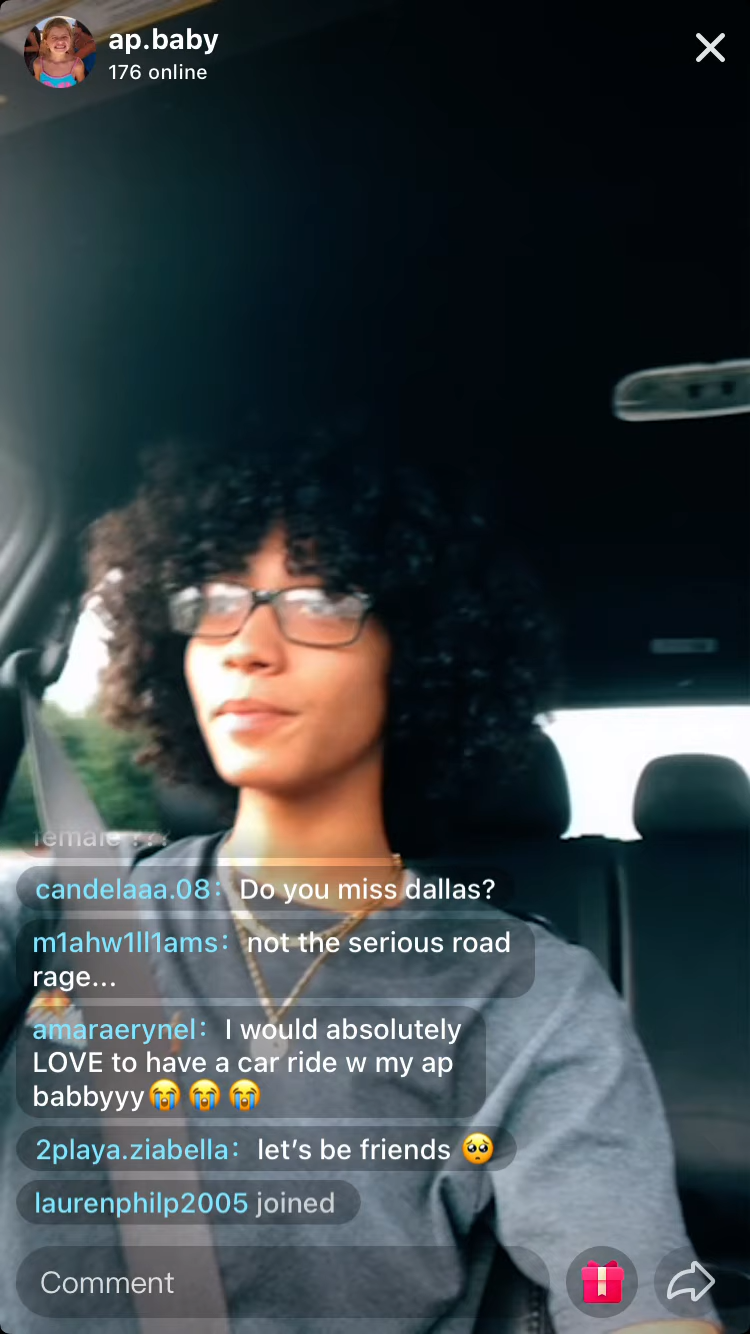 ap.baby
176 online
female ???
candelaaa.08: Do you miss dallas?
m1ahw1ll1ams: not the serious road
rage...
amaraerynel: I would absolutely
LOVE to have a car ride w my ap
babbyyy😭😭😭
2playa.ziabella: let's be friends 🥺
laurenphilp2005 joined
Comment